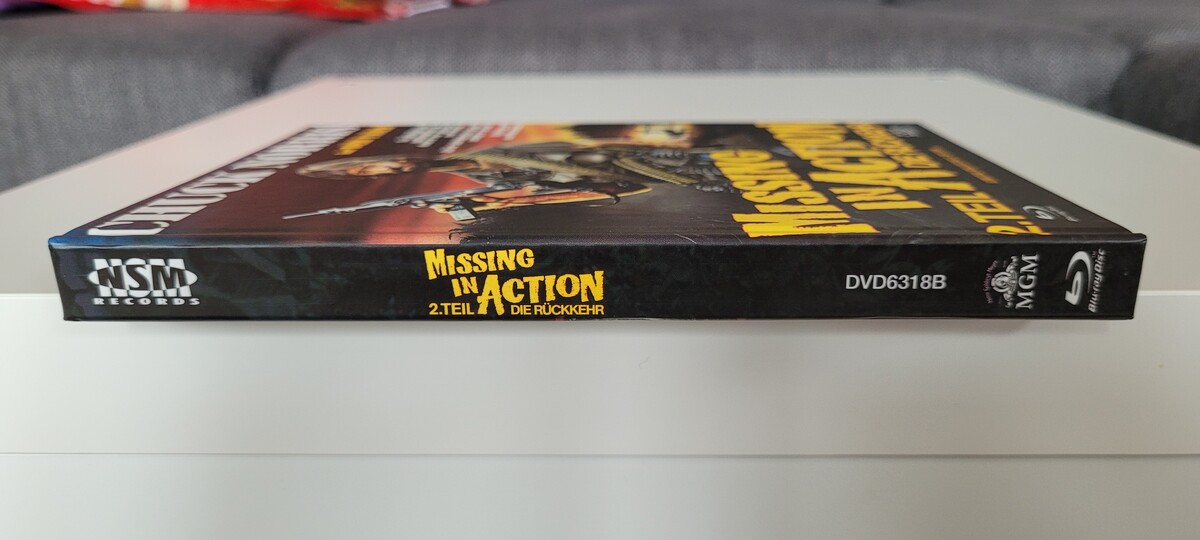 CHUCK NORRIS
MISSING
IN ACTION
2.TEIL
NSM
RECORDS
MISSING
IN ACTION
2.TEIL DIE RÜCKKEHR
DVD6318B
MGM
Blu-ray Disc